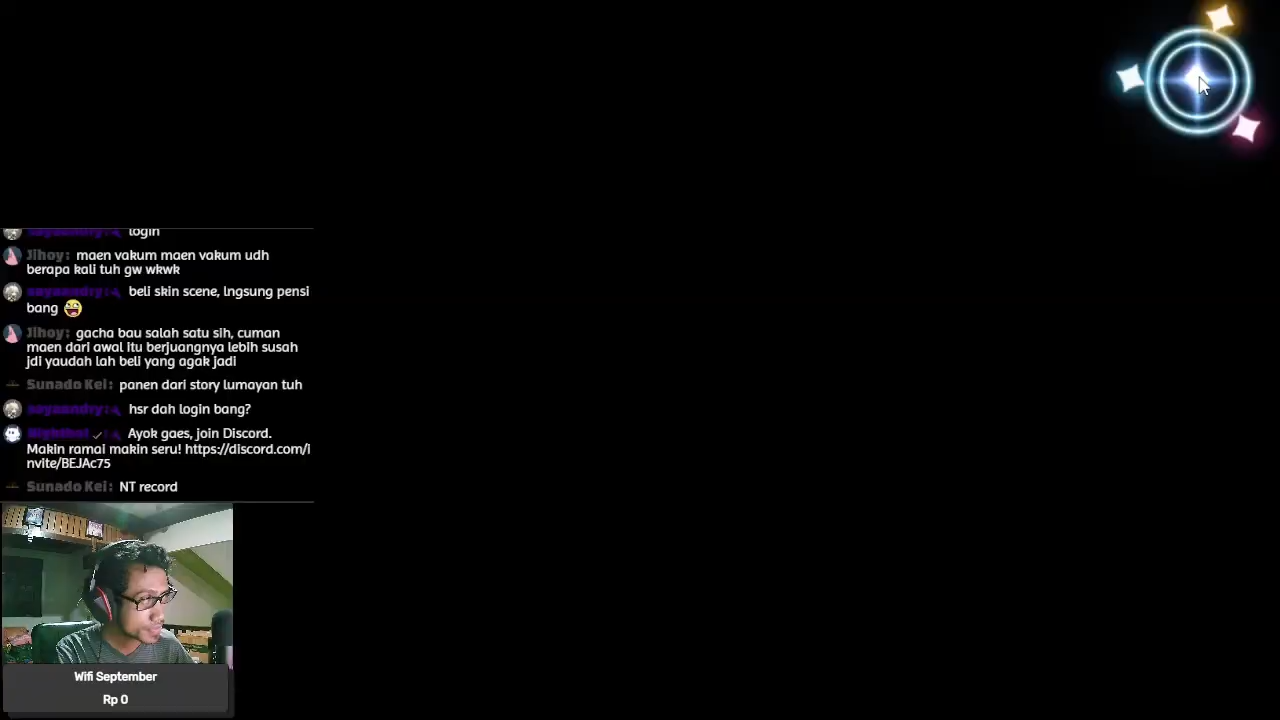 login
Jihoy: maen vakum maen vakum udh
berapa kali tuh gw wkwk
beli skin scene, lngsung pensi
bang
Jihoy: gacha bau salah satu sih, cuman
maen dari awal itu berjuangnya lebih susah
jdi yaudah lah beli yang agak jadi
Sunado Kei: panen dari story lumayan tuh
hsr dah login bang?
Ayok gaes, join Discord.
Makin ramai makin seru! https://discord.com/i
nvite/BEJAc75
Sunado Kei: NT record
Wifi September
Rp 0